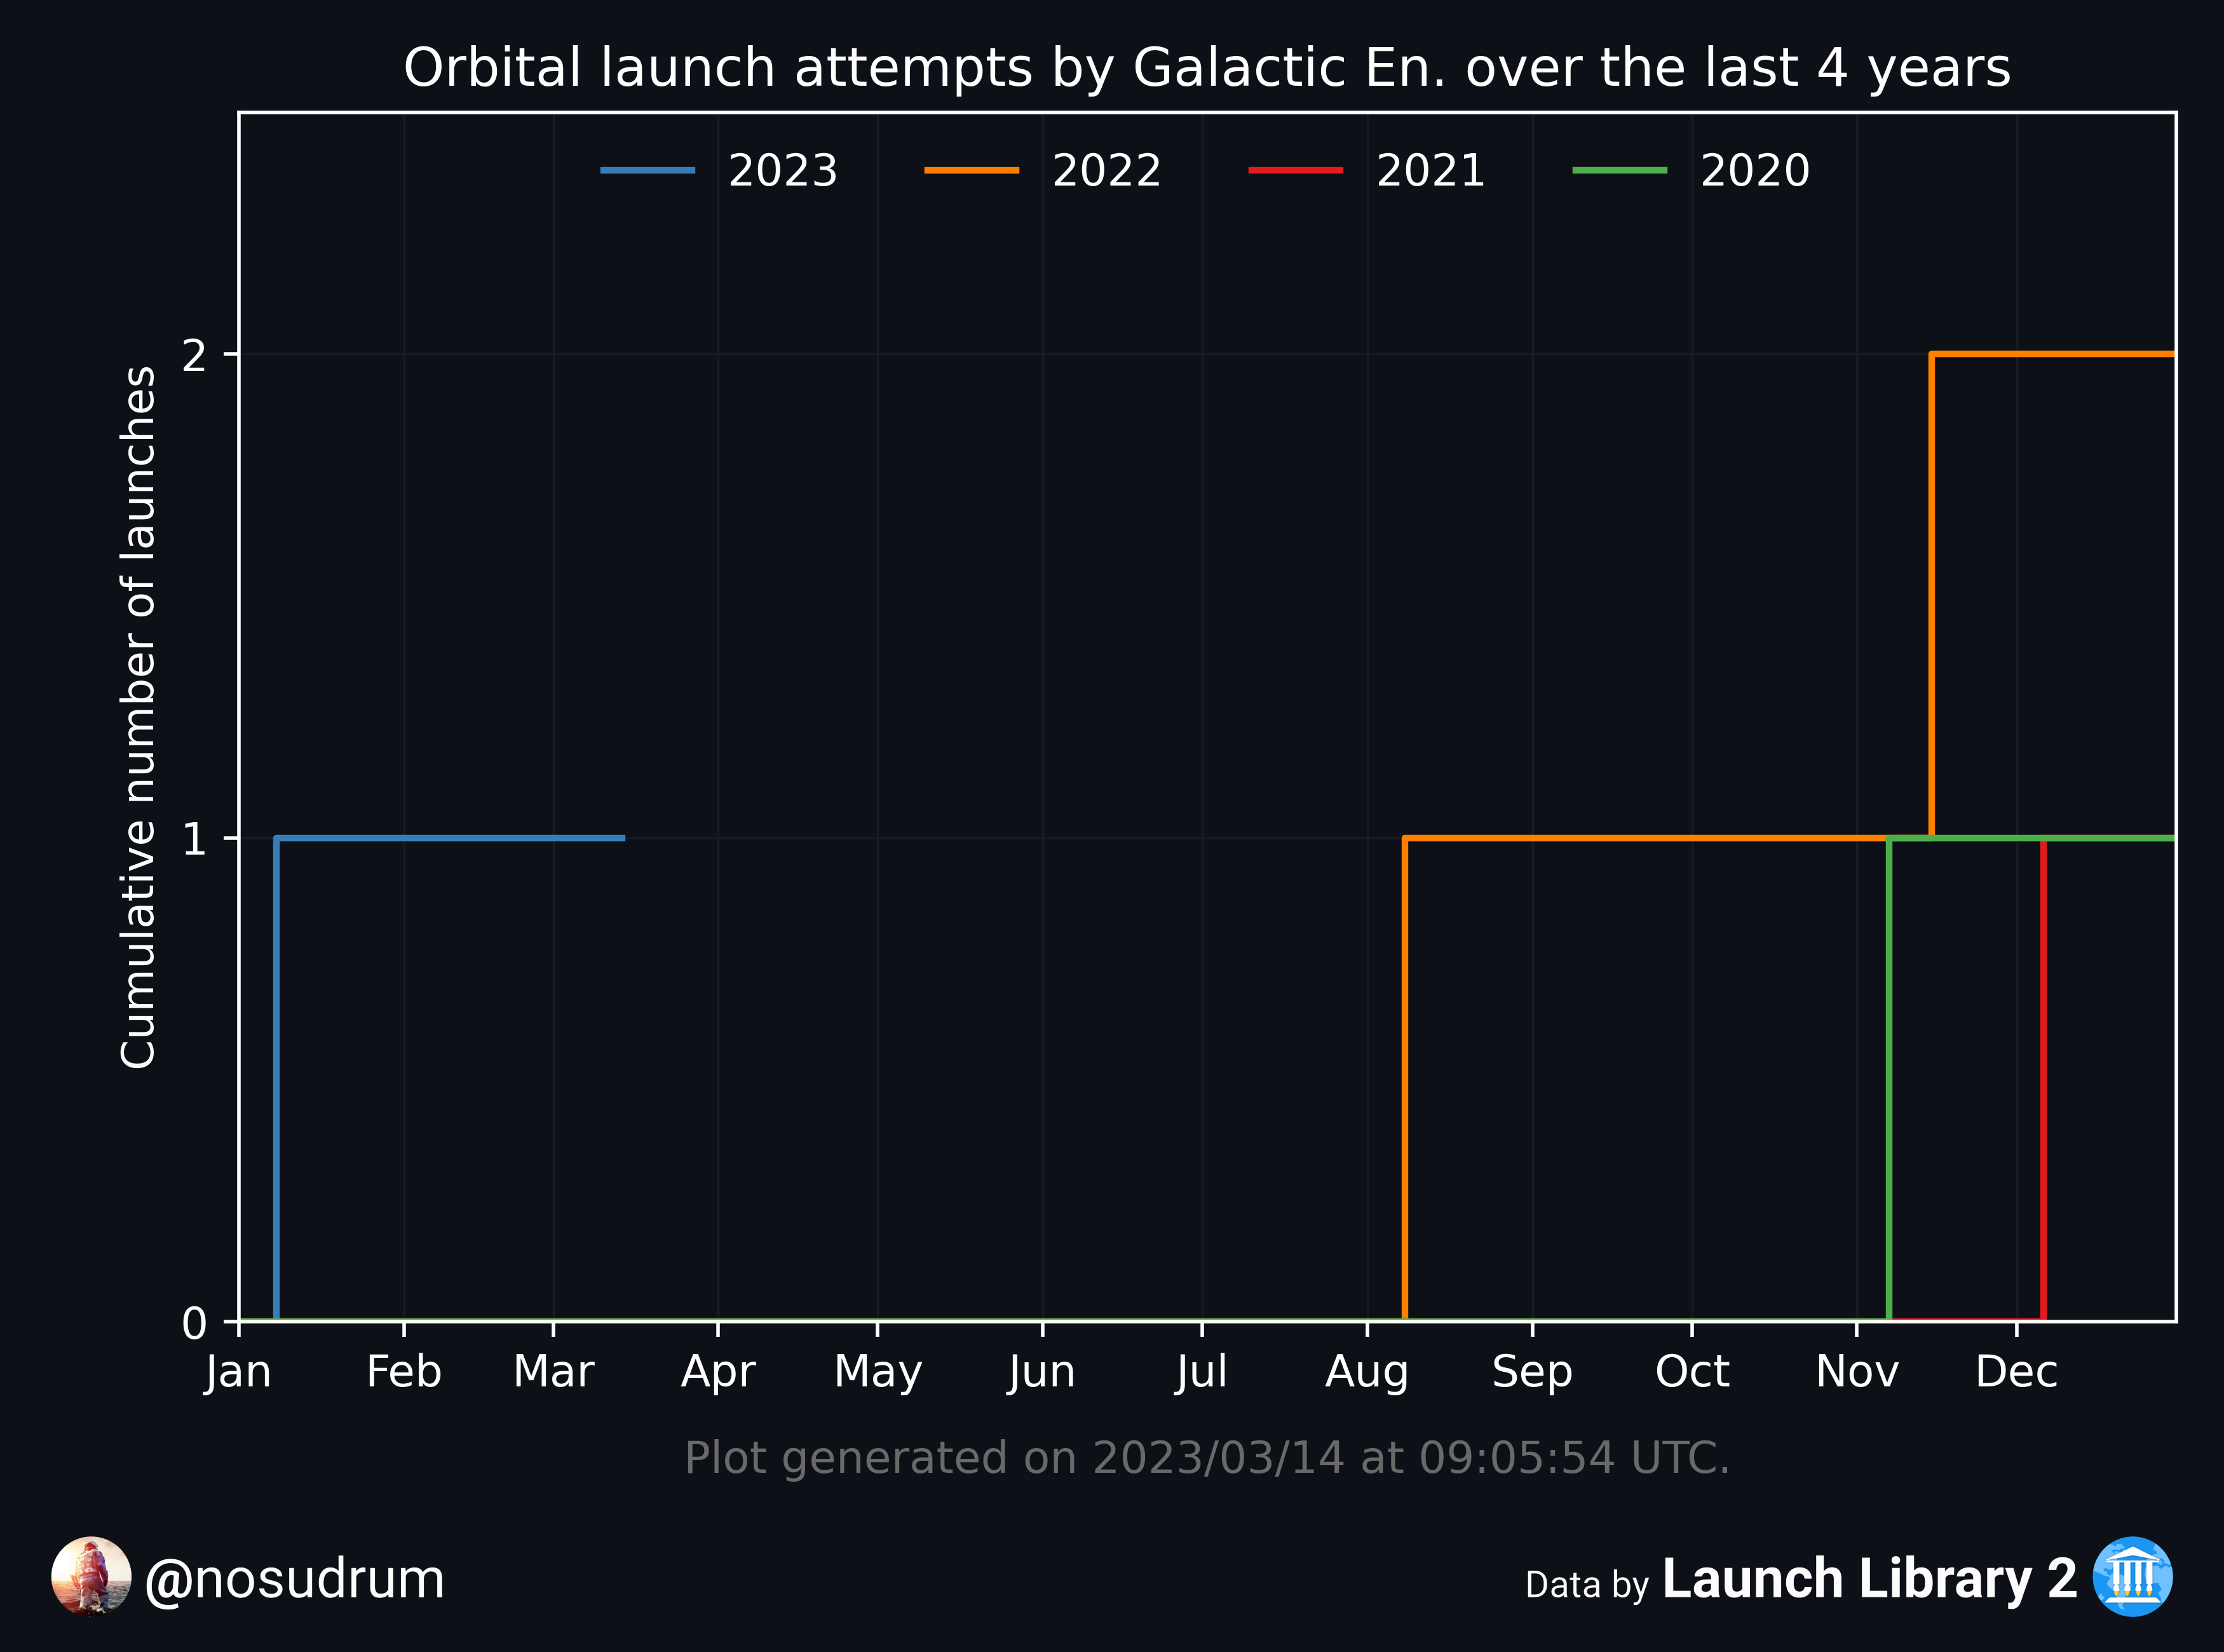 Orbital launch attempts by Galactic En. over the last 4 years
2023 2022 2021 2020
Cumulative number of launches
2
1
0
Jan Feb Mar Apr May Jun Jul Aug Sep Oct Nov Dec
Plot generated on 2023/03/14 at 09:05:54 UTC.
@nosudrum
Data by Launch Library 2